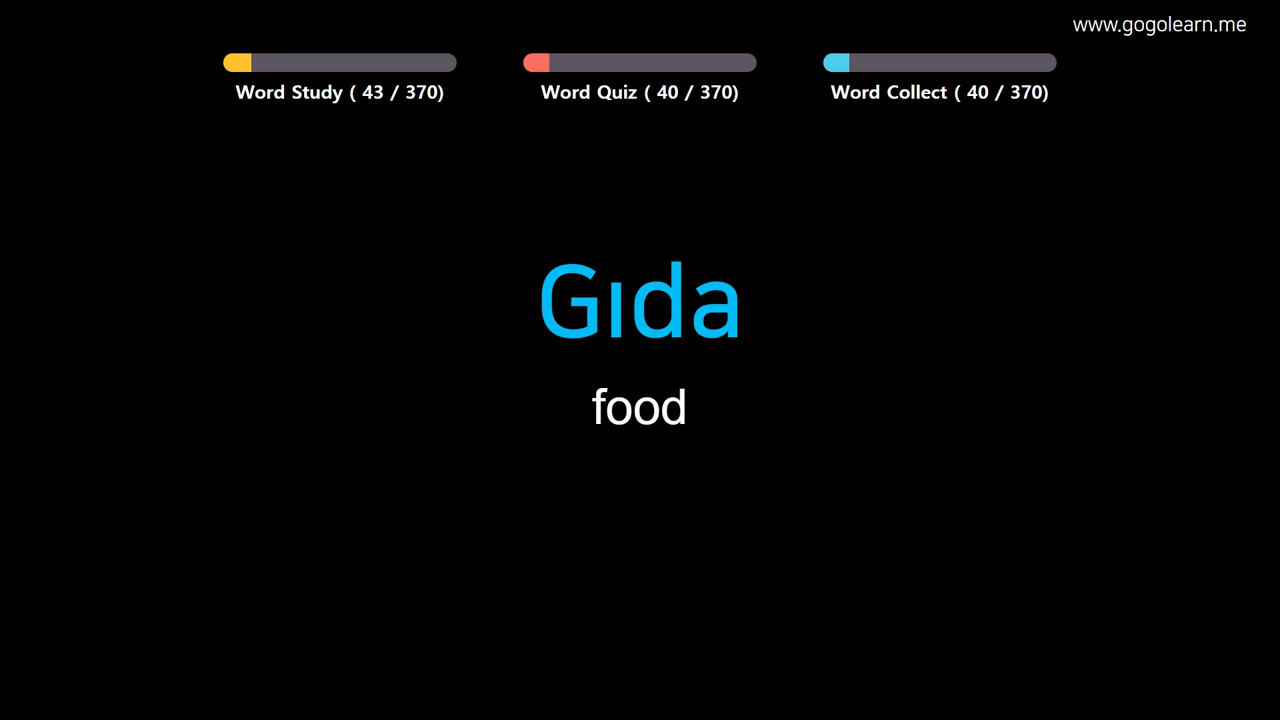 www.gogolearn.me
Word Study ( 43 / 370)
Word Quiz ( 40 / 370)
Word Collect ( 40 / 370)
Gıda
food